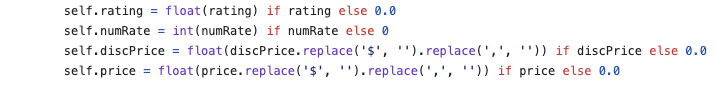 self.rating = float(rating) if rating else 0.0
self.numRate = int(numRate) if numRate else 0
self.discPrice = float(discPrice.replace('$', '').replace(',', '')) if discPrice else 0.0
self.price = float(price.replace('$', '').replace(',', '')) if price else 0.0